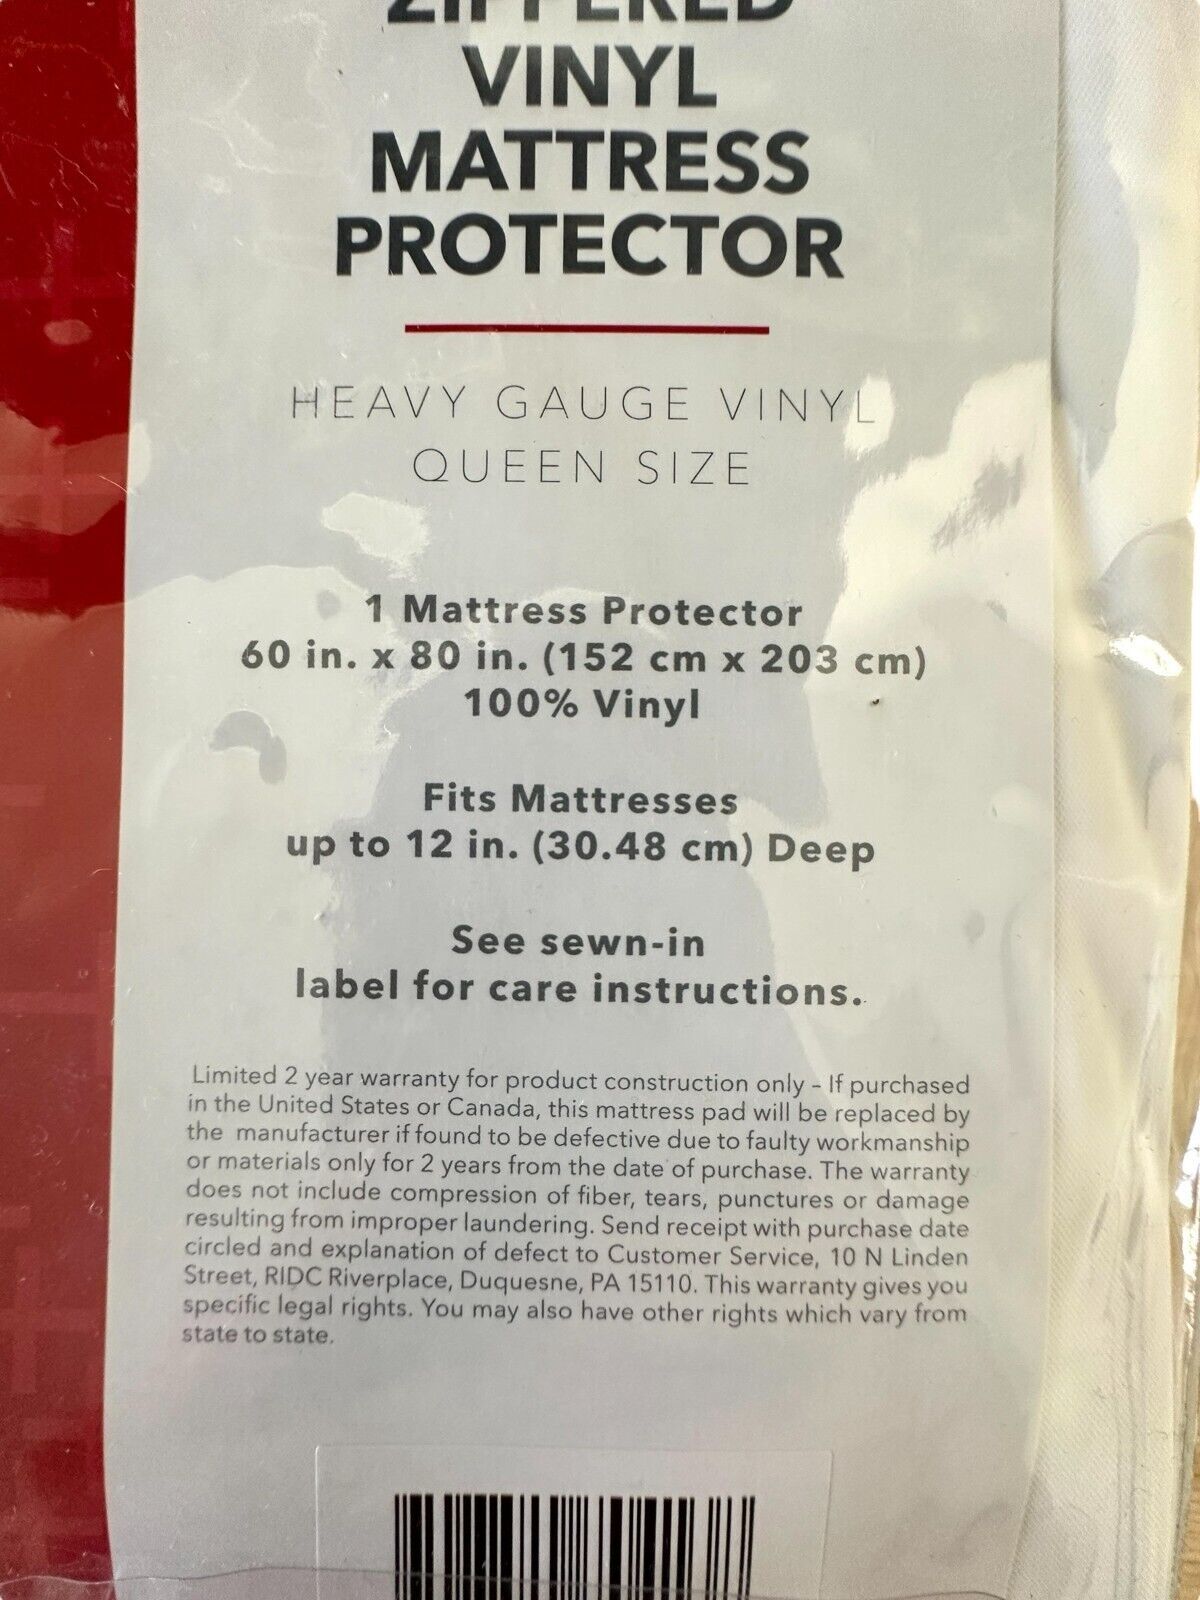 ZIPPERED
VINYL
MATTRESS
PROTECTOR
HEAVY GAUGE VINYL
QUEEN SIZE
1 Mattress Protector
60 in. x 80 in. (152 cm x 203 cm)
100% Vinyl
Fits Mattresses
up to 12 in. (30.48 cm) Deep
See sewn-in
label for care instructions.
Limited 2 year warranty for product construction only – If purchased
in the United States or Canada, this mattress pad will be replaced by
the manufacturer if found to be defective due to faulty workmanship
or materials only for 2 years from the date of purchase. The warranty
does not include compression of fiber, tears, punctures or damage
resulting from improper laundering. Send receipt with purchase date
circled and explanation of defect to Customer Service, 10 N Linden
Street, RIDC Riverplace, Duquesne, PA 15110. This warranty gives you
specific legal rights. You may also have other rights which vary from
state to state.